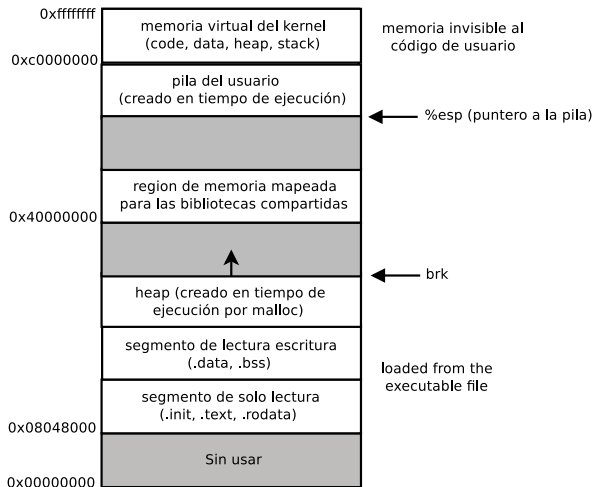 0xffffffff
memoria virtual del kernel
(code, data, heap, stack)
memoria invisible al
código de usuario
0xc0000000
pila del usuario
(creado en tiempo de ejecución)
%esp (puntero a la pila)
region de memoria mapeada
para las bibliotecas compartidas
0x40000000
brk
heap (creado en tiempo de
ejecución por malloc)
segmento de lectura escritura
(.data, .bss)
loaded from the
executable file
segmento de solo lectura
(.init, .text, .rodata)
0x08048000
Sin usar
0x00000000